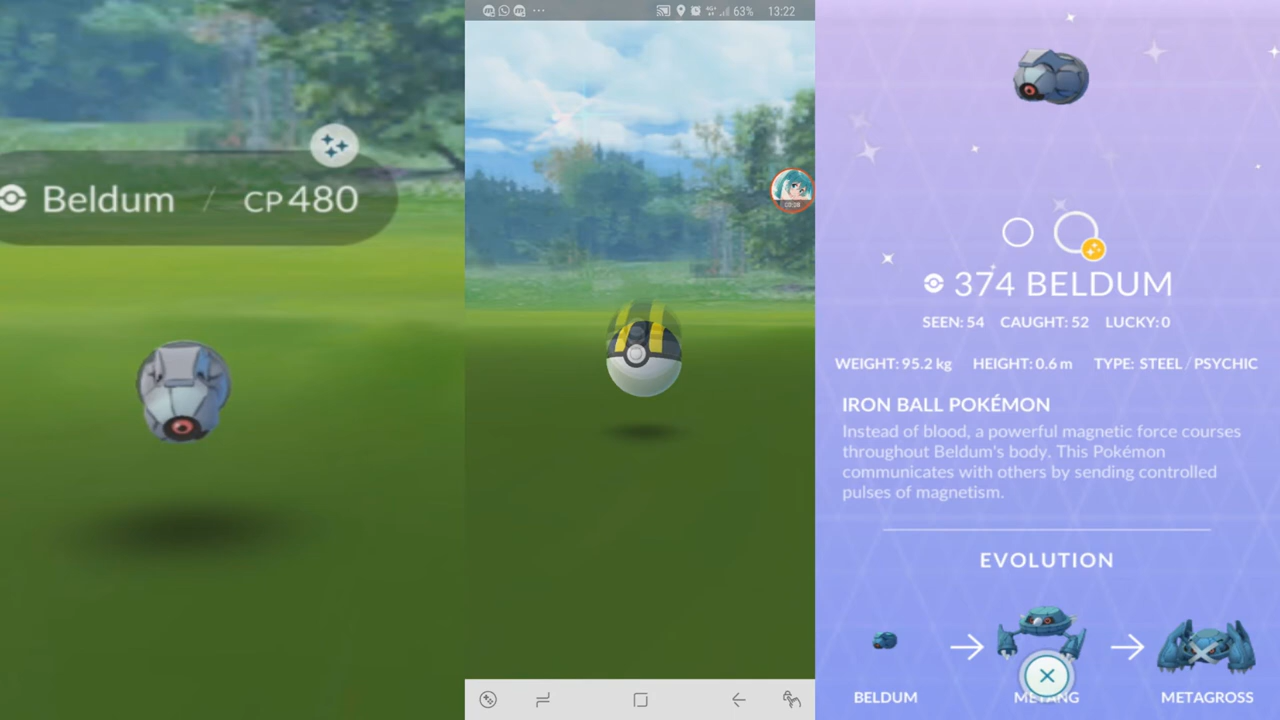 Beldum / CP480
63% 13:22
00:28
374 BELDUM
SEEN: 54 CAUGHT: 52 LUCKY: 0
WEIGHT: 95.2 kg HEIGHT: 0.6 m TYPE: STEEL / PSYCHIC
IRON BALL POKÉMON
Instead of blood, a powerful magnetic force courses
throughout Beldum's body. This Pokémon
communicates with others by sending controlled
pulses of magnetism.
EVOLUTION
BELDUM METANG METAGROSS